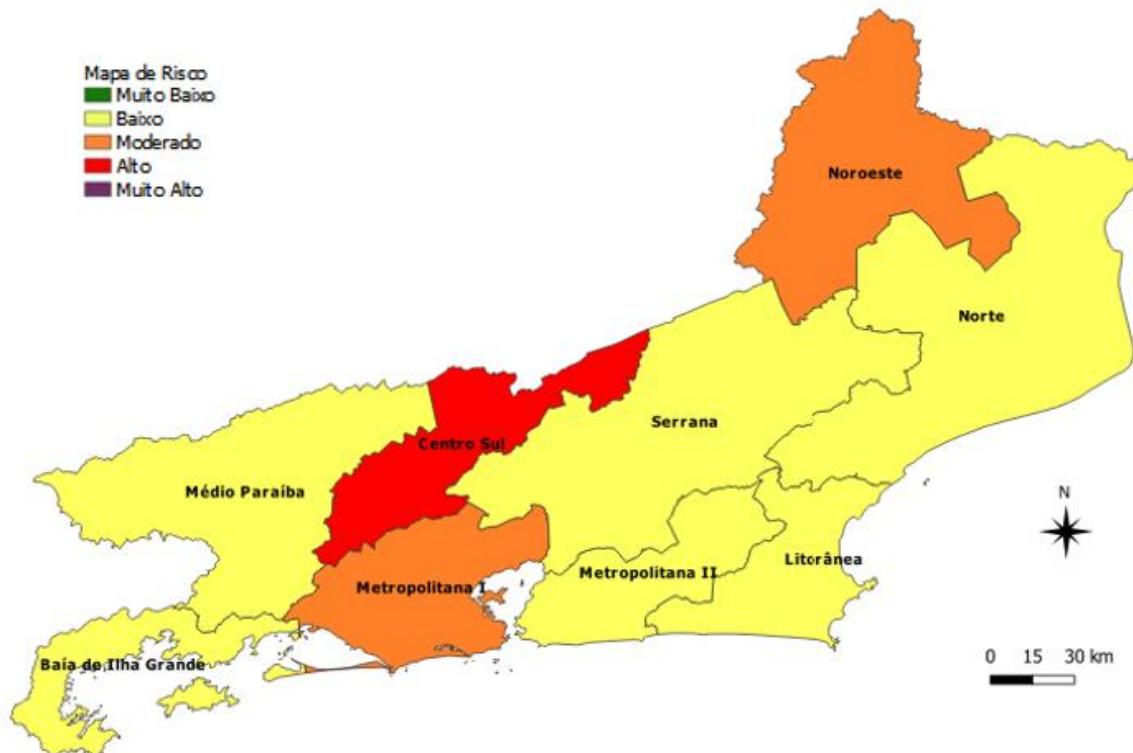 Mapa de Risco
Muito Baixo
Baixo
Moderado
Alto
Muito Alto
Noroeste
Norte
Serrana
Centro Sul
Médio Paraíba
Litorânea
Metropolitana II
Metropolitana I
Baía de Ilha Grande
N
0 15 30 km